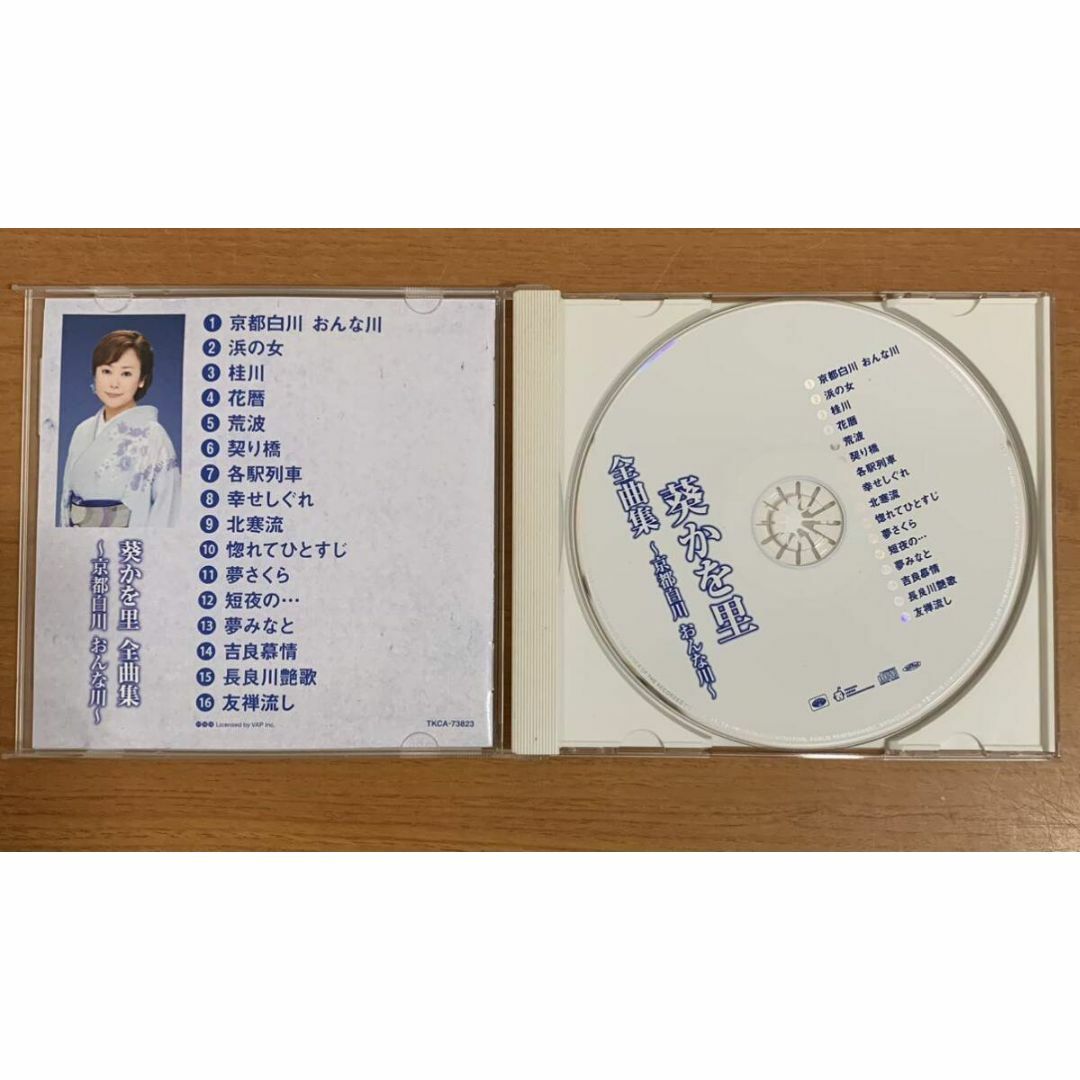 1 京都白川 おんな川
2 浜の女
3 桂川
4 花暦
5 荒波
6 契り橋
7 各駅列車
8 幸せしぐれ
9 北寒流
10 惚れてひとすじ
11 夢さくら
12 短夜の…
13 夢みなと
14 吉良慕情
15 長良川艶歌
16 友禅流し
葵かを里 全曲集
〜京都白川 おんな川〜
Licensed by VAP Inc.
TKCA-73823
京都白川 おんな川
浜の女
桂川
花暦
荒波
契り橋
各駅列車
幸せしぐれ
北寒流
惚れてひとすじ
夢さくら
短夜の…
夢みなと
吉良慕情
長良川艶歌
友禅流し
葵かを里
全曲集 〜京都白川 おんな川〜